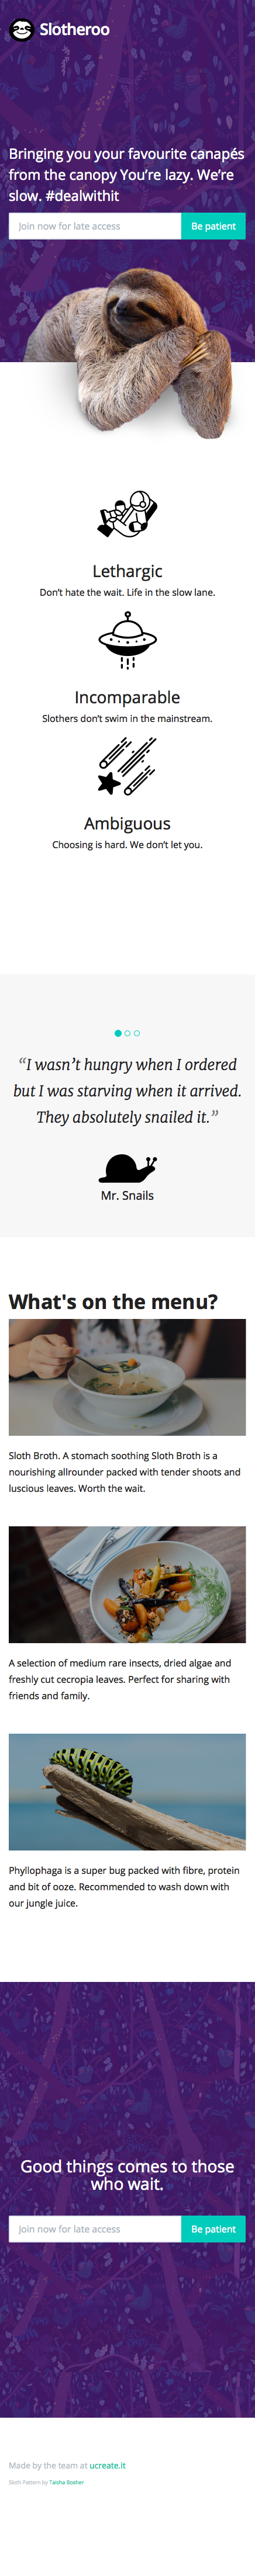 Slotheroo
Bringing you your favourite canapés
from the canopy You’re lazy. We’re
slow. #dealwithit
Join now for late access
Be patient
Lethargic
Don’t hate the wait. Life in the slow lane.
Incomparable
Slothers don’t swim in the mainstream.
Ambiguous
Choosing is hard. We don’t let you.
“I wasn’t hungry when I ordered
but I was starving when it arrived.
They absolutely snailed it.”
Mr. Snails
What's on the menu?
Sloth Broth. A stomach soothing Sloth Broth is a
nourishing allrounder packed with tender shoots and
luscious leaves. Worth the wait.
A selection of medium rare insects, dried algae and
freshly cut cecropia leaves. Perfect for sharing with
friends and family.
Phyllophaga is a super bug packed with fibre, protein
and bit of ooze. Recommended to wash down with
our jungle juice.
Good things comes to those
who wait.
Join now for late access
Be patient
Made by the team at ucreate.it
Sloth Pattern by Taisha Bosher